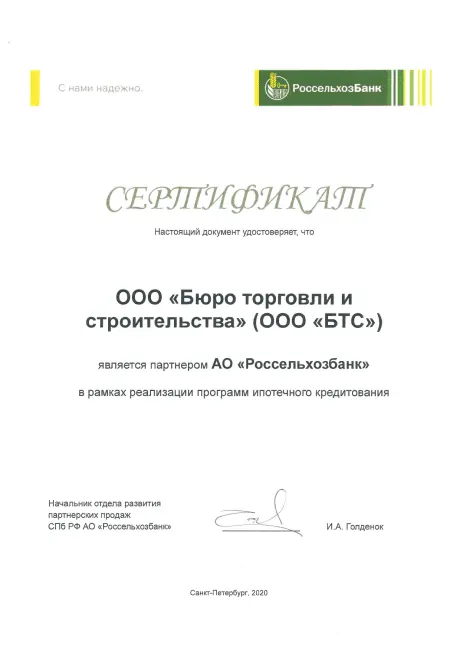 С нами надежно.
РоссельхозБанк
СЕРТИФИКАТ
Настоящий документ удостоверяет, что
ООО «Бюро торговли и
строительства» (ООО «БТС»)
является партнером АО «Россельхозбанк»
в рамках реализации программ ипотечного кредитования
Начальник отдела развития
партнерских продаж
СПб РФ АО «Россельхозбанк»
И.А. Голденок
Санкт-Петербург, 2020